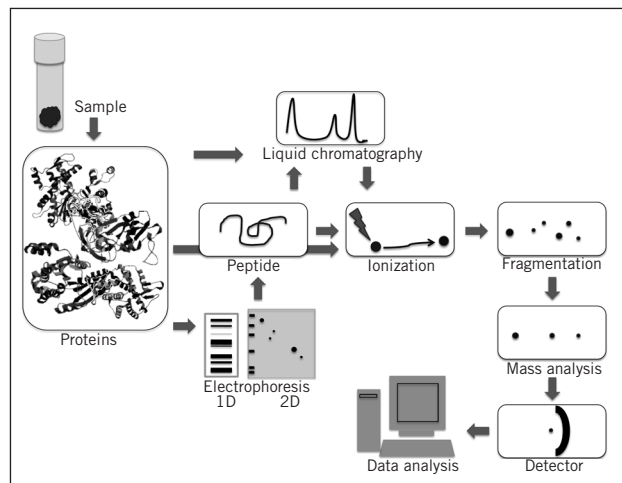 Sample
Liquid chromatography
Proteins
Peptide
Ionization
Fragmentation
Electrophoresis
1D 2D
Mass analysis
Data analysis
Detector